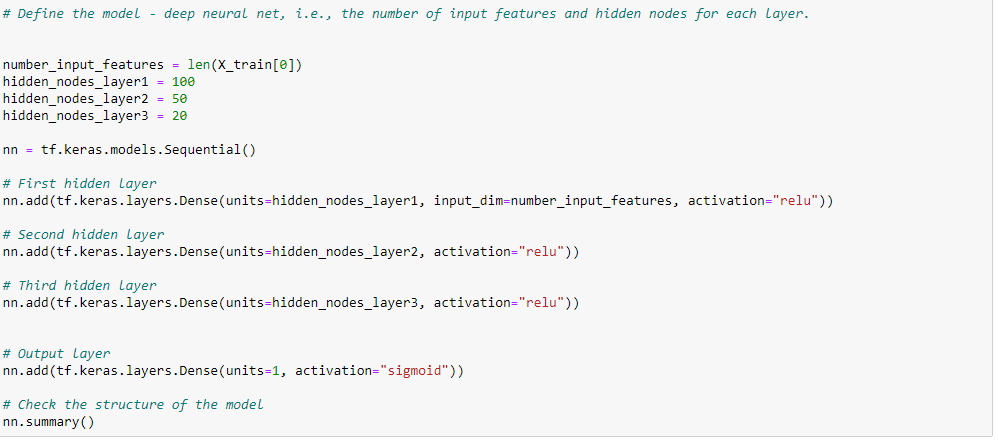 # Define the model - deep neural net, i.e., the number of input features and hidden nodes for each layer.
number_input_features = len(X_train[0])
hidden_nodes_layer1 = 100
hidden_nodes_layer2 = 50
hidden_nodes_layer3 = 20
nn = tf.keras.models.Sequential()
# First hidden layer
nn.add(tf.keras.layers.Dense(units=hidden_nodes_layer1, input_dim=number_input_features, activation="relu"))
# Second hidden layer
nn.add(tf.keras.layers.Dense(units=hidden_nodes_layer2, activation="relu"))
# Third hidden layer
nn.add(tf.keras.layers.Dense(units=hidden_nodes_layer3, activation="relu"))
# Output layer
nn.add(tf.keras.layers.Dense(units=1, activation="sigmoid"))
# Check the structure of the model
nn.summary()